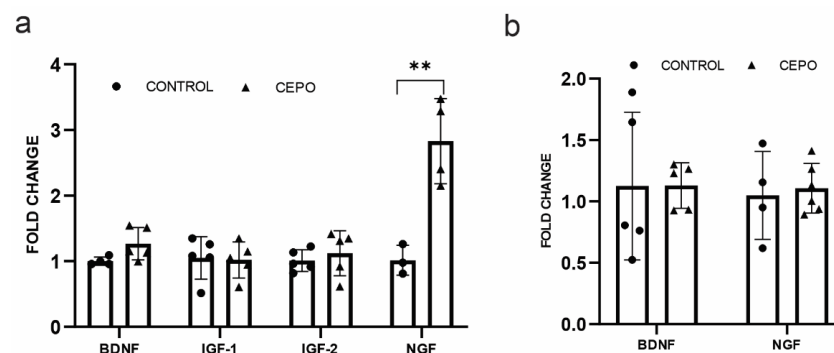 a
CONTROL CEPO
**
FOLD CHANGE
4
3
2
1
0
BDNF IGF-1 IGF-2 NGF
b
CONTROL CEPO
FOLD CHANGE
2.0
1.5
1.0
0.5
0.0
BDNF NGF